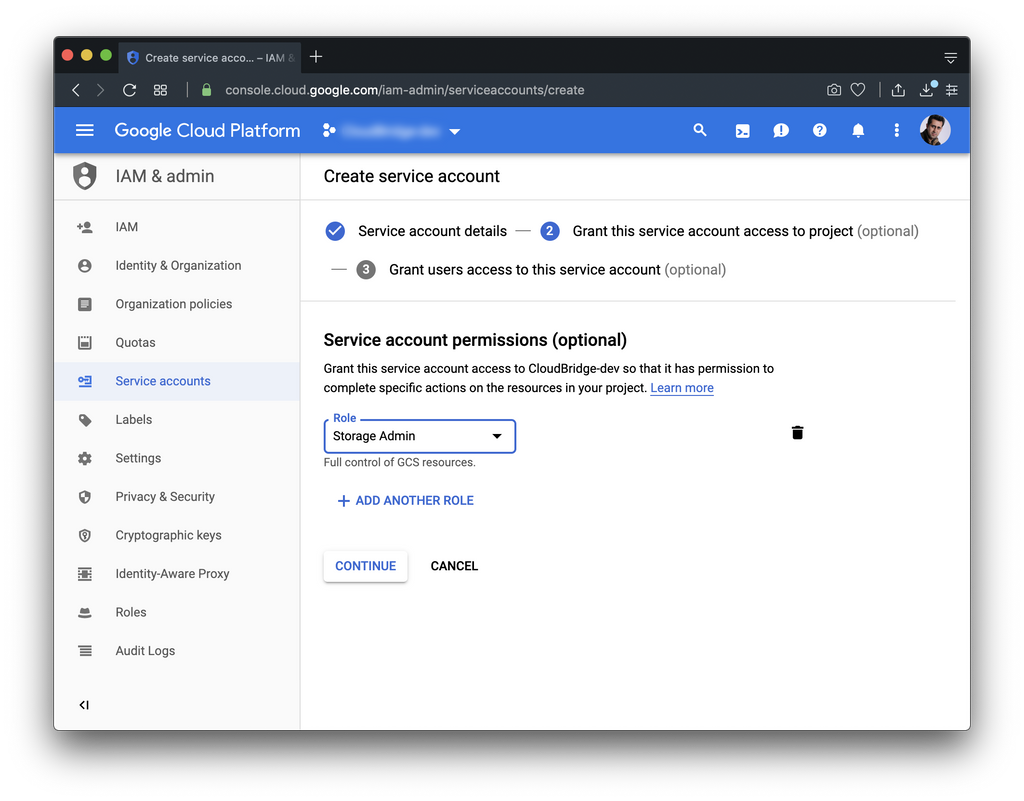 Create service acco... – IAM &
console.cloud.google.com/iam-admin/serviceaccounts/create
Google Cloud Platform
IAM & admin
Create service account
IAM
Identity & Organization
Organization policies
Quotas
Service accounts
Labels
Settings
Privacy & Security
Cryptographic keys
Identity-Aware Proxy
Roles
Audit Logs
Service account details — 2 Grant this service account access to project (optional)
— 3 Grant users access to this service account (optional)
Service account permissions (optional)
Grant this service account access to CloudBridge-dev so that it has permission to
complete specific actions on the resources in your project. Learn more
Role
Storage Admin
Full control of GCS resources.
+ ADD ANOTHER ROLE
CONTINUE CANCEL